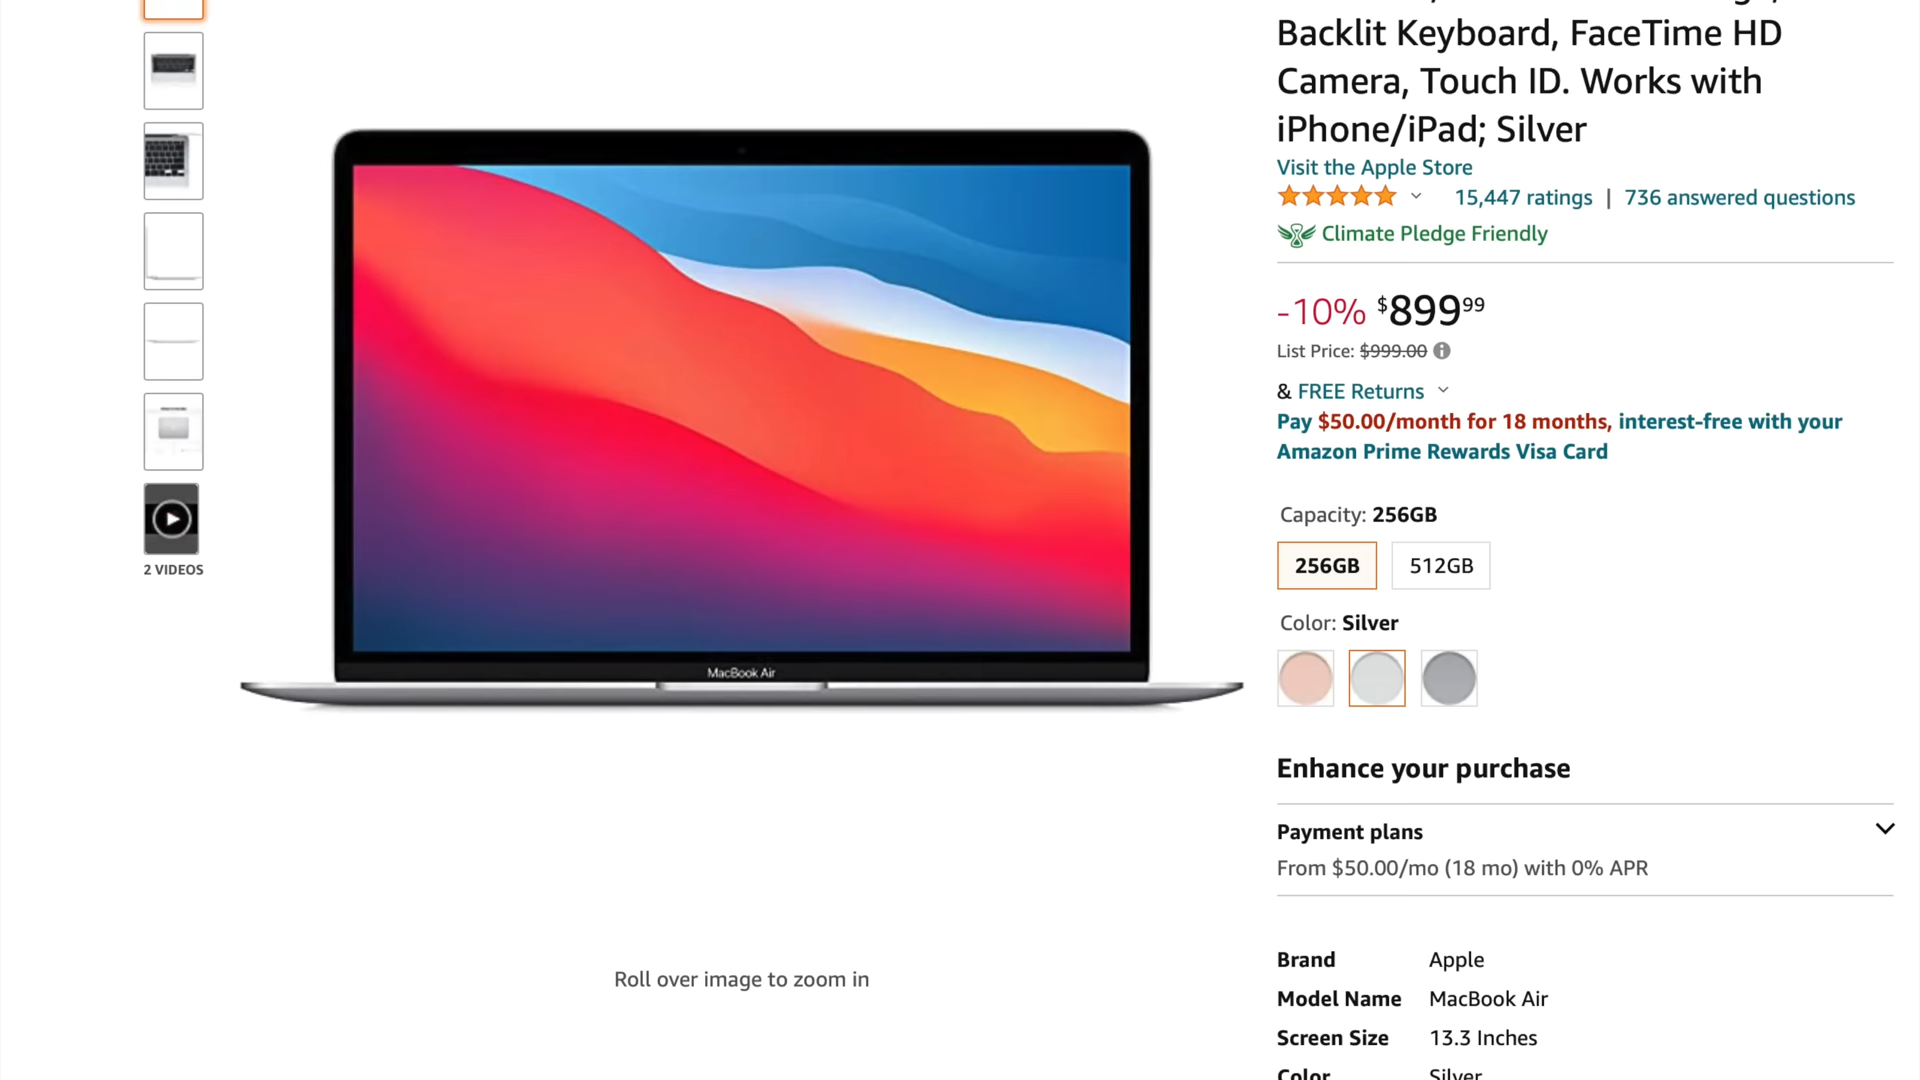 Backlit Keyboard, FaceTime HD
Camera, Touch ID. Works with
iPhone/iPad; Silver
Visit the Apple Store
15,447 ratings | 736 answered questions
Climate Pledge Friendly
-10% $899 99
List Price: $999.00
& FREE Returns
Pay $50.00/month for 18 months, interest-free with your
Amazon Prime Rewards Visa Card
Capacity: 256GB
256GB 512GB
Color: Silver
2 VIDEOS
MacBook Air
Enhance your purchase
Payment plans
From $50.00/mo (18 mo) with 0% APR
Roll over image to zoom in
Brand Apple
Model Name MacBook Air
Screen Size 13.3 Inches
Color Silver